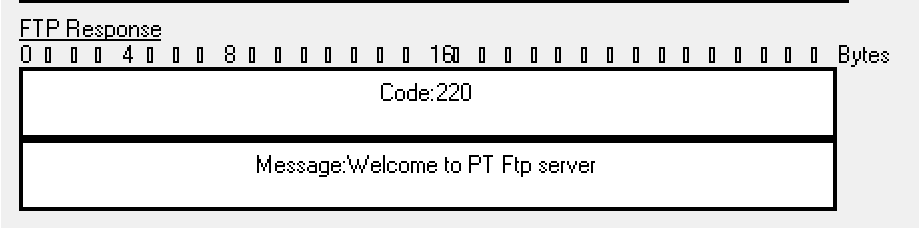 FTP Response
0 4 8 16 Bytes
Code:220
Message:Welcome to PT Ftp server